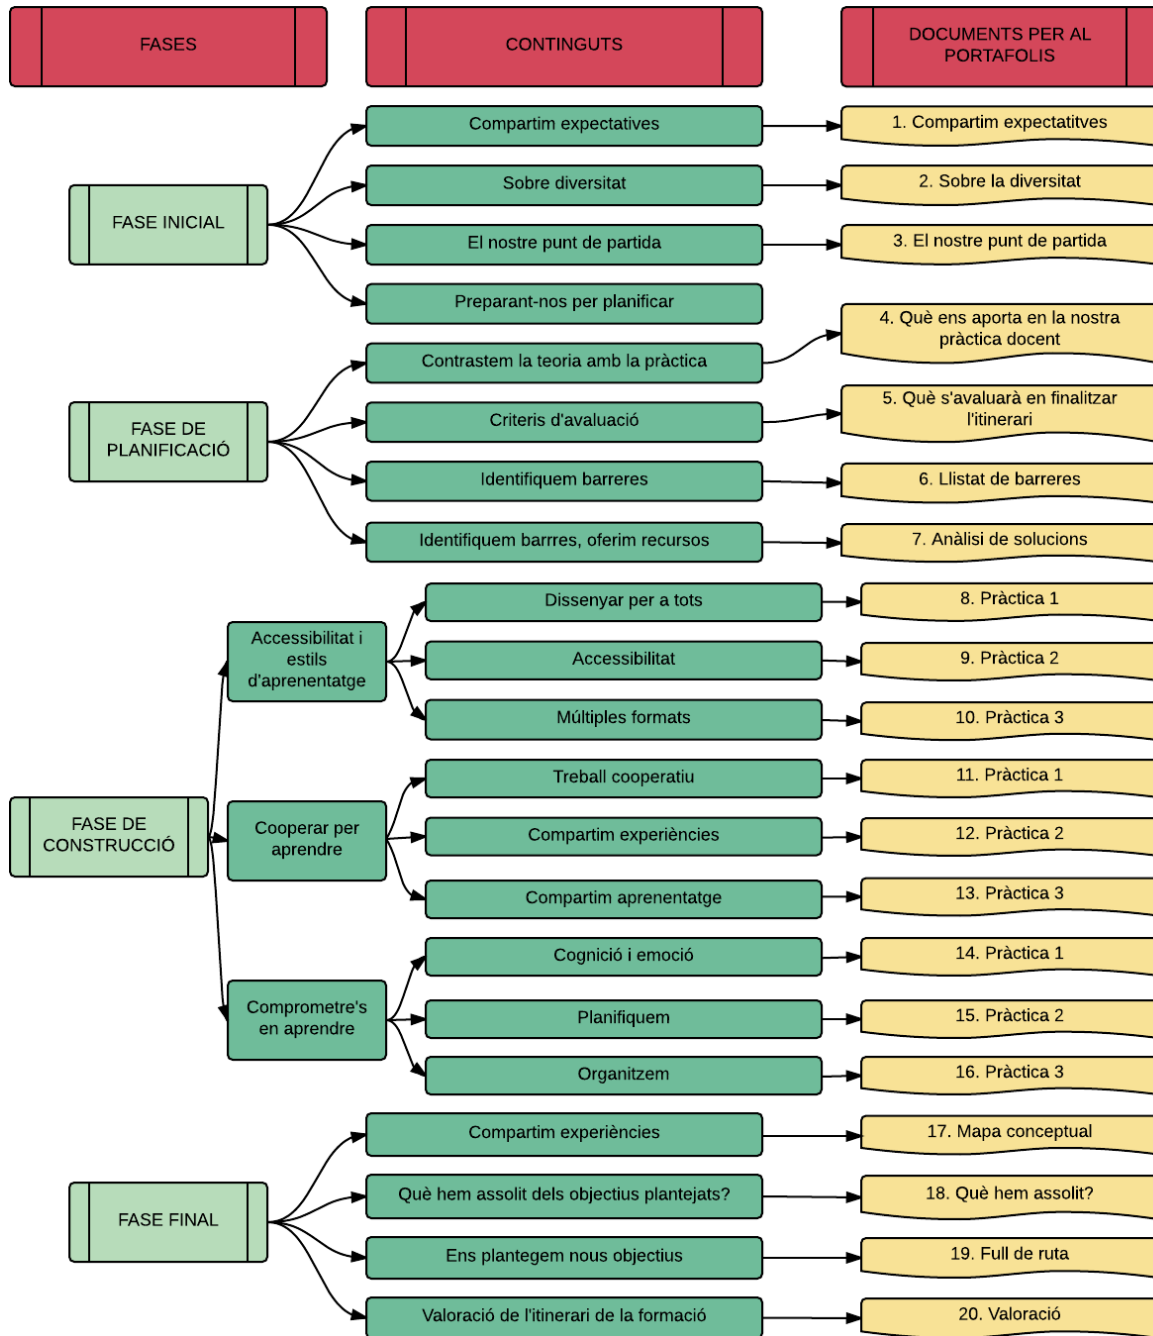 FASES
CONTINGUTS
DOCUMENTS PER AL
PORTAFOLIS
FASE INICIAL
Compartim expectatives
1. Compartim expectatitves
Sobre diversitat
2. Sobre la diversitat
El nostre punt de partida
3. El nostre punt de partida
Preparant-nos per planificar
FASE DE
PLANIFICACIÓ
Contrastem la teoria amb la pràctica
4. Què ens aporta en la nostra
pràctica docent
Criteris d'avaluació
5. Què s'avaluarà en finalitzar
l'itinerari
Identifiquem barreres
6. Llistat de barreres
Identifiquem barrres, oferim recursos
7. Anàlisi de solucions
FASE DE
CONSTRUCCIÓ
Accessibilitat i
estils
d'aprenentatge
Dissenyar per a tots
8. Pràctica 1
Accessibilitat
9. Pràctica 2
Múltiples formats
10. Pràctica 3
Cooperar per
aprendre
Treball cooperatiu
11. Pràctica 1
Compartim experiències
12. Pràctica 2
Compartim aprenentatge
13. Pràctica 3
Comprometre's
en aprendre
Cognició i emoció
14. Pràctica 1
Planifiquem
15. Pràctica 2
Organitzem
16. Pràctica 3
FASE FINAL
Compartim experiències
17. Mapa conceptual
Què hem assolit dels objectius plantejats?
18. Què hem assolit?
Ens plantegem nous objectius
19. Full de ruta
Valoració de l'itinerari de la formació
20. Valoració